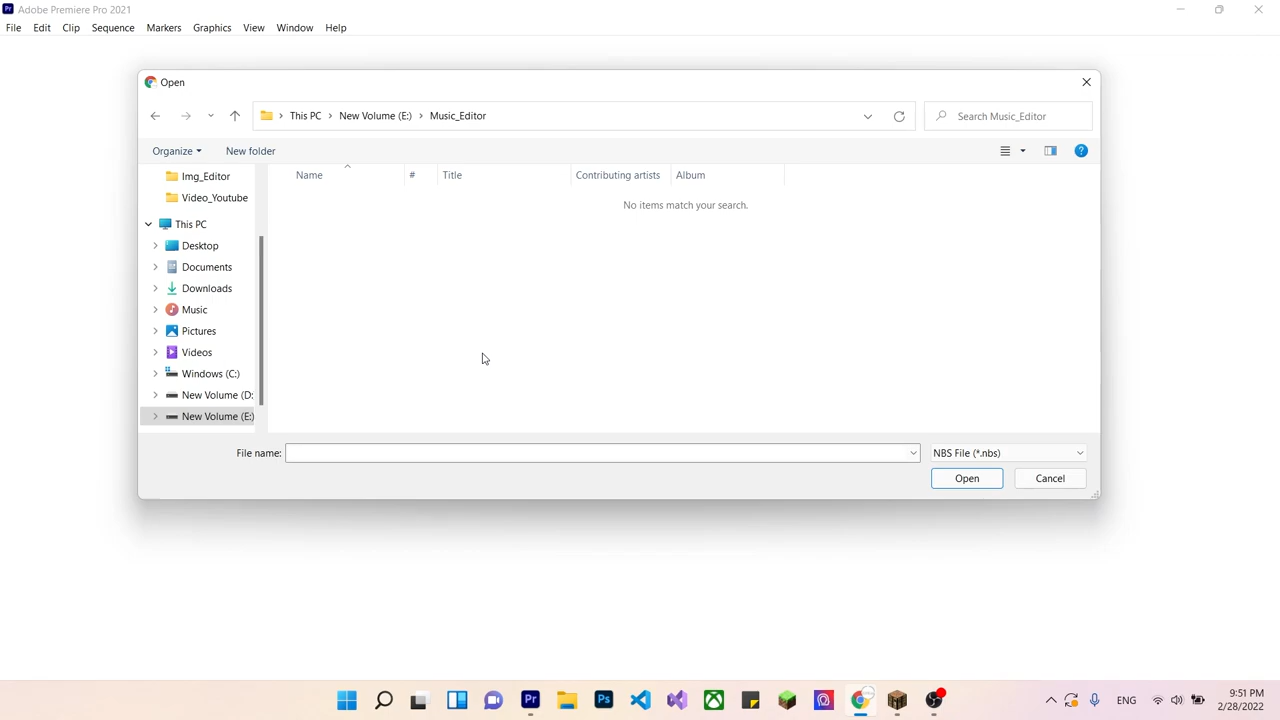 Adobe Premiere Pro 2021
File Edit Clip Sequence Markers Graphics View Window Help
Open
This PC > New Volume (E:) > Music_Editor
Search Music_Editor
Organize New folder
Name # Title Contributing artists Album
No items match your search.
Img_Editor
Video_Youtube
This PC
Desktop
Documents
Downloads
Music
Pictures
Videos
Windows (C:)
New Volume (D:
New Volume (E:)
File name:
NBS File (*.nbs)
Open Cancel
ENG
9:51 PM
2/28/2022